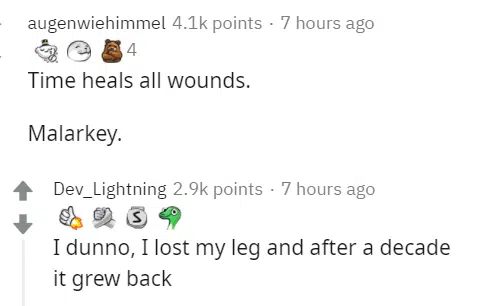 augenwiehimmel 4.1k points · 7 hours ago
4
Time heals all wounds.
Malarkey.
Dev_Lightning 2.9k points · 7 hours ago
S
I dunno, I lost my leg and after a decade
it grew back